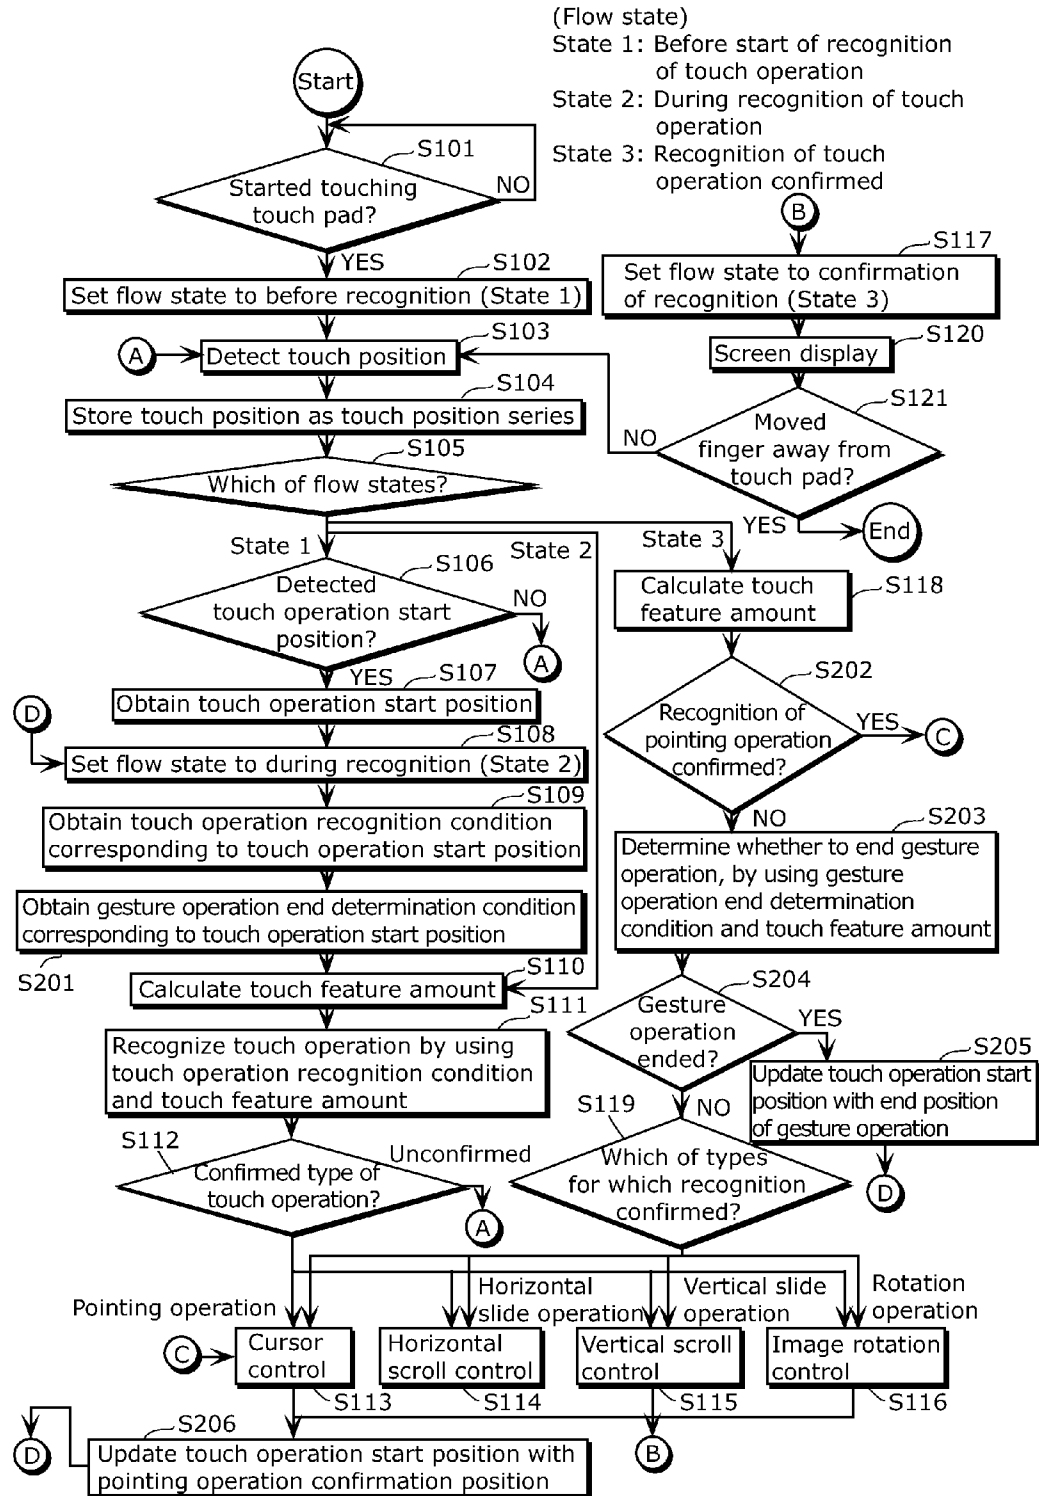 (Flow state)
State 1: Before start of recognition
of touch operation
State 2: During recognition of touch
operation
State 3: Recognition of touch
operation confirmed
Start
S101
Started touching
touch pad?
NO
YES
S102
Set flow state to before recognition (State 1)
A
S103
Detect touch position
S104
Store touch position as touch position series
S105
Which of flow states?
B
S117
Set flow state to confirmation
of recognition (State 3)
S120
Screen display
S121
Moved
finger away from
touch pad?
NO
YES
End
State 1
State 2
State 3
S106
Detected
touch operation start
position?
NO
A
YES
S107
Obtain touch operation start position
D
S108
Set flow state to during recognition (State 2)
S109
Obtain touch operation recognition condition
corresponding to touch operation start position
Obtain gesture operation end determination condition
corresponding to touch operation start position
S201
S110
Calculate touch feature amount
S111
Recognize touch operation by using
touch operation recognition condition
and touch feature amount
S112
Confirmed type of
touch operation?
Unconfirmed
A
Calculate touch
feature amount
S118
S202
Recognition of
pointing operation
confirmed?
YES
C
NO
S203
Determine whether to end gesture
operation, by using gesture
operation end determination
condition and touch feature amount
S204
Gesture
operation
ended?
YES
S205
Update touch operation start
position with end position
of gesture operation
D
NO
S119
Which of types
for which recognition
confirmed?
Pointing operation
Horizontal
slide operation
Vertical slide
operation
Rotation
operation
C
Cursor
control
S113
Horizontal
scroll control
S114
Vertical scroll
control
S115
Image rotation
control
S116
B
D
S206
Update touch operation start position with
pointing operation confirmation position